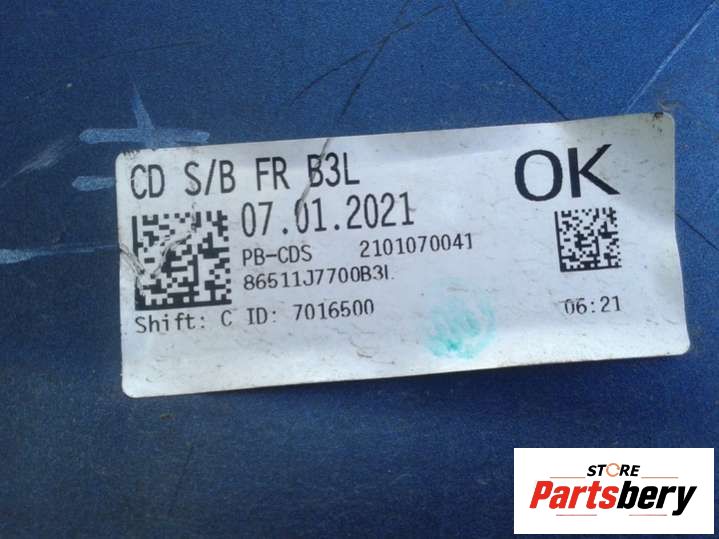 CD S/B FR B3L
OK
07.01.2021
PB-CDS 2101070041
86511J7700B3L
Shift: C ID: 7016500
06:21
STORE
Partsbery